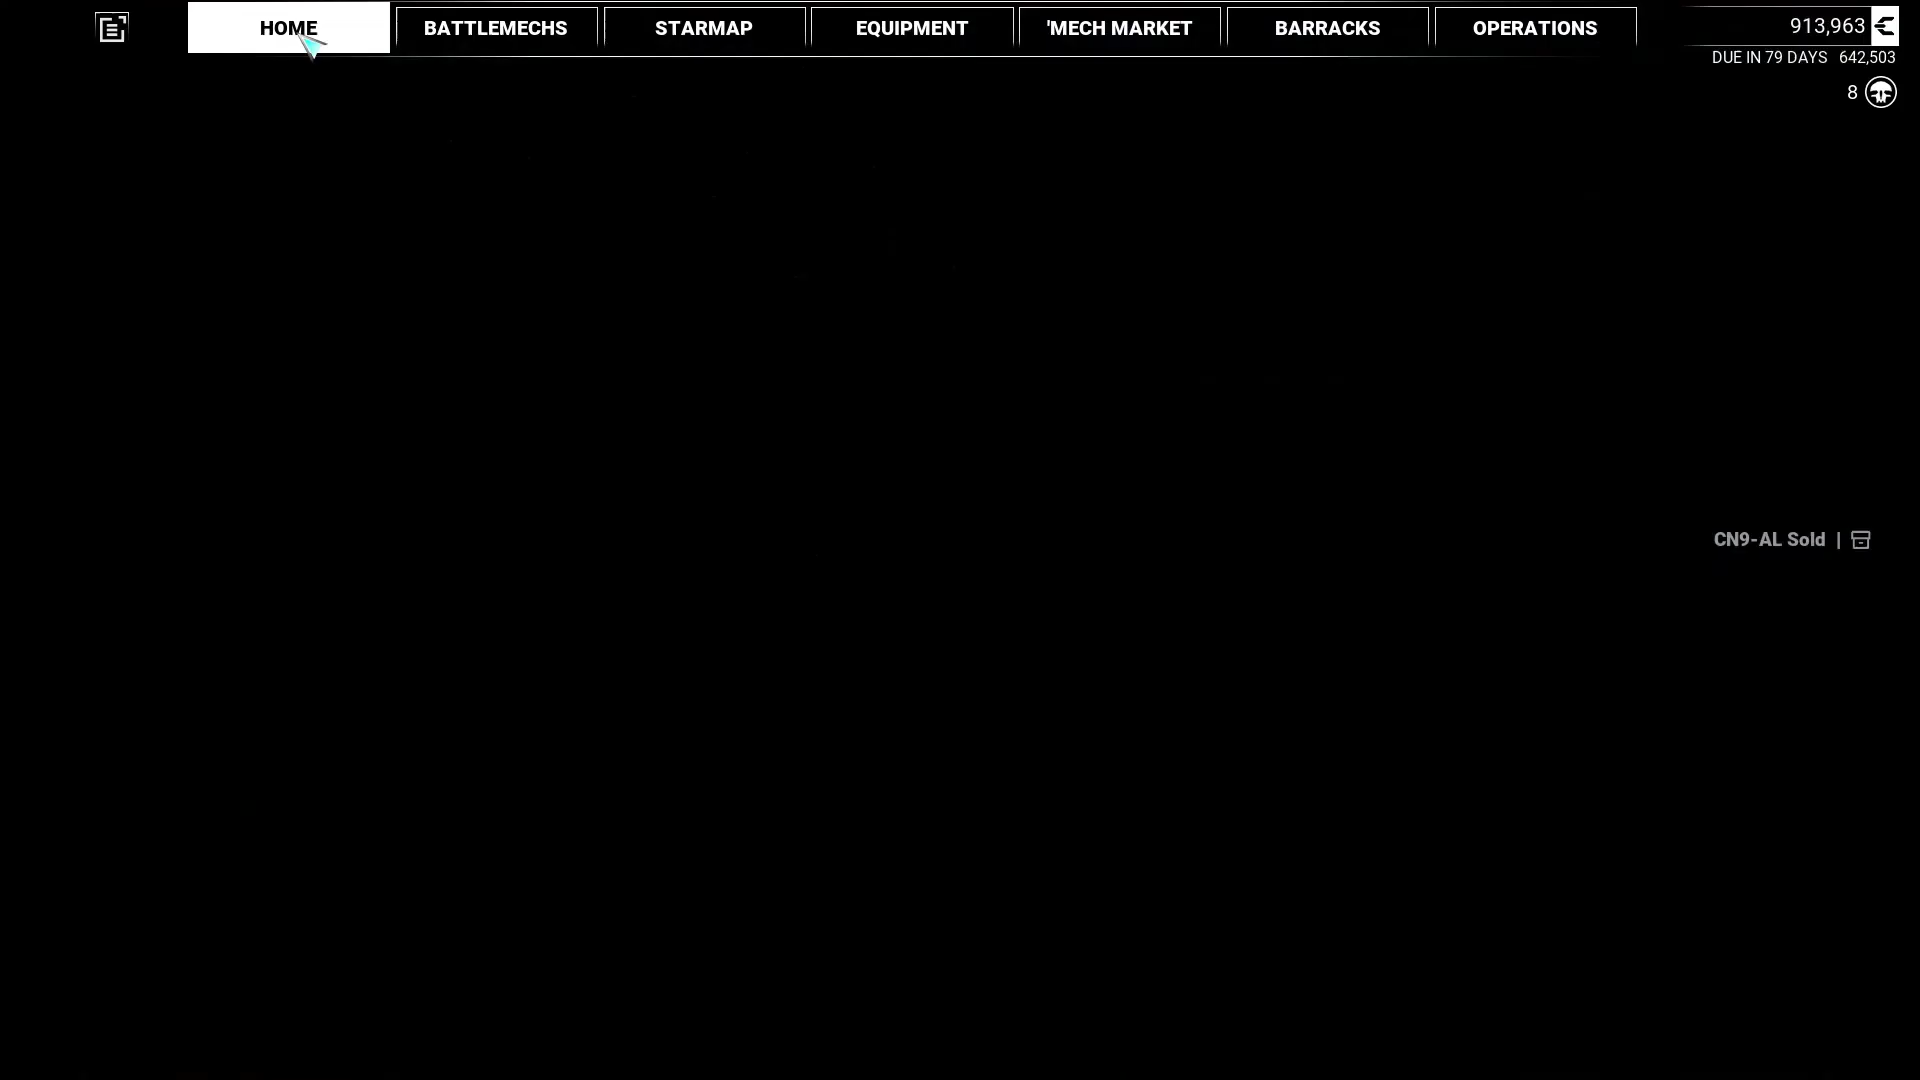 HOME
BATTLEMECHS
STARMAP
EQUIPMENT
'MECH MARKET
BARRACKS
OPERATIONS
913,963
DUE IN 79 DAYS 642,503
8
CN9-AL Sold |